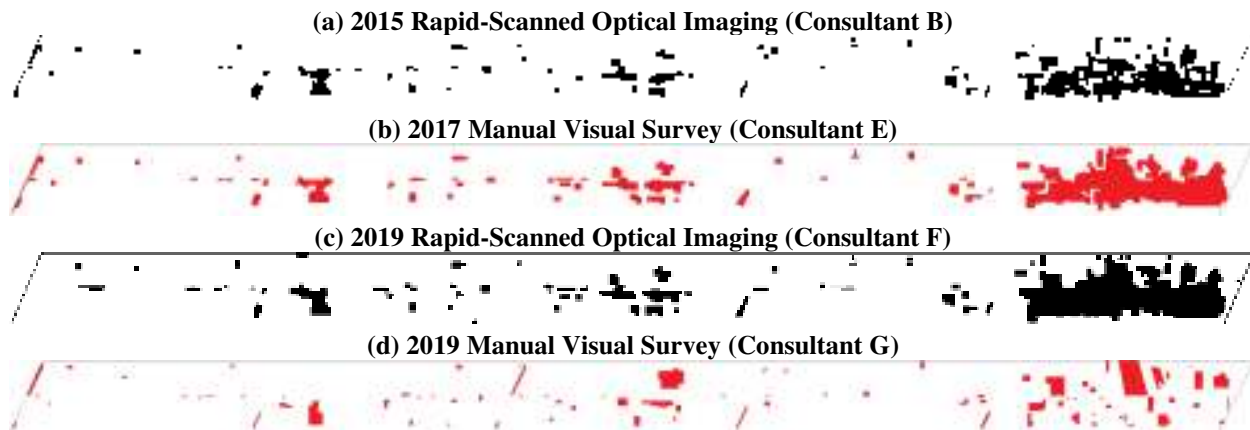 (a) 2015 Rapid-Scanned Optical Imaging (Consultant B)
(b) 2017 Manual Visual Survey (Consultant E)
(c) 2019 Rapid-Scanned Optical Imaging (Consultant F)
(d) 2019 Manual Visual Survey (Consultant G)